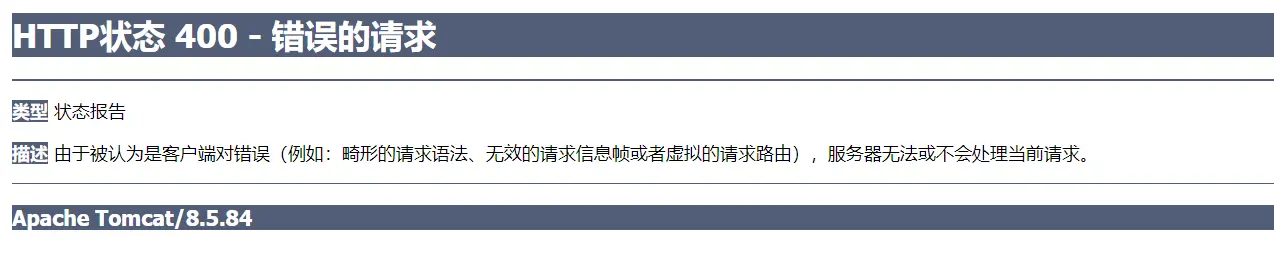 HTTP状态 400 - 错误的请求
类型 状态报告
描述 由于被认为是客户端对错误（例如：畸形的请求语法、无效的请求信息帧或者虚拟的请求路由），服务器无法或不会处理当前请求。
Apache Tomcat/8.5.84